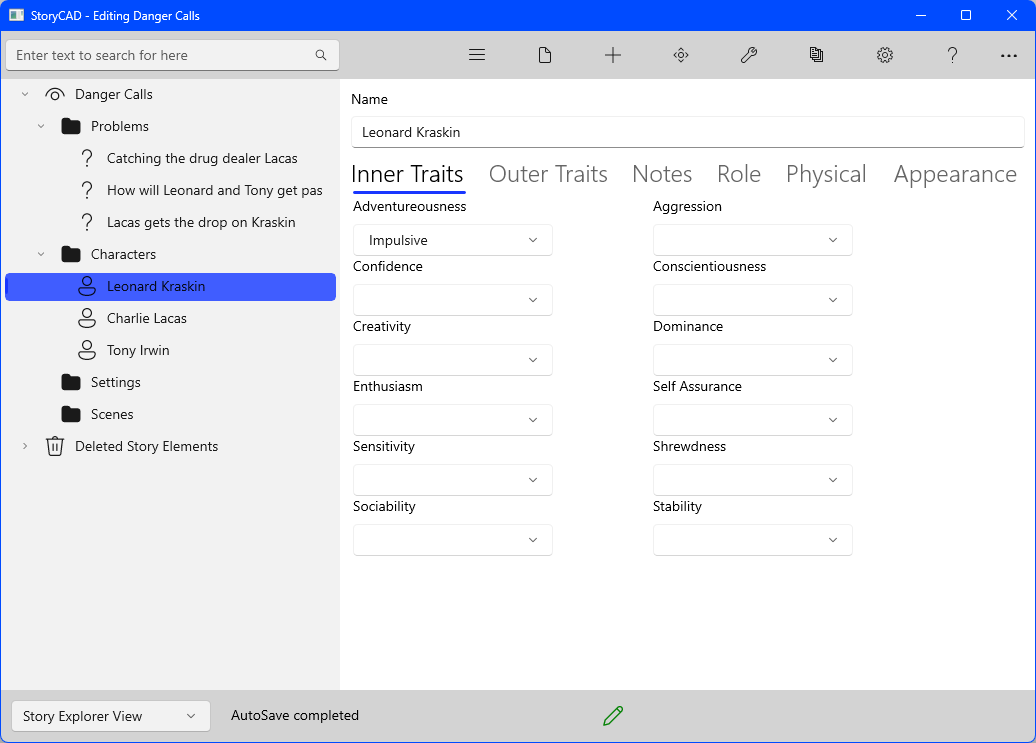 StoryCAD - Editing Danger Calls
Enter text to search for here
Danger Calls
Problems
Catching the drug dealer Lacas
How will Leonard and Tony get pas
Lacas gets the drop on Kraskin
Characters
Leonard Kraskin
Charlie Lacas
Tony Irwin
Settings
Scenes
Deleted Story Elements
Name
Leonard Kraskin
Inner Traits Outer Traits Notes Role Physical Appearance
Adventureousness Aggression
Impulsive
Confidence Conscientiousness
Creativity Dominance
Enthusiasm Self Assurance
Sensitivity Shrewdness
Sociability Stability
Story Explorer View AutoSave completed